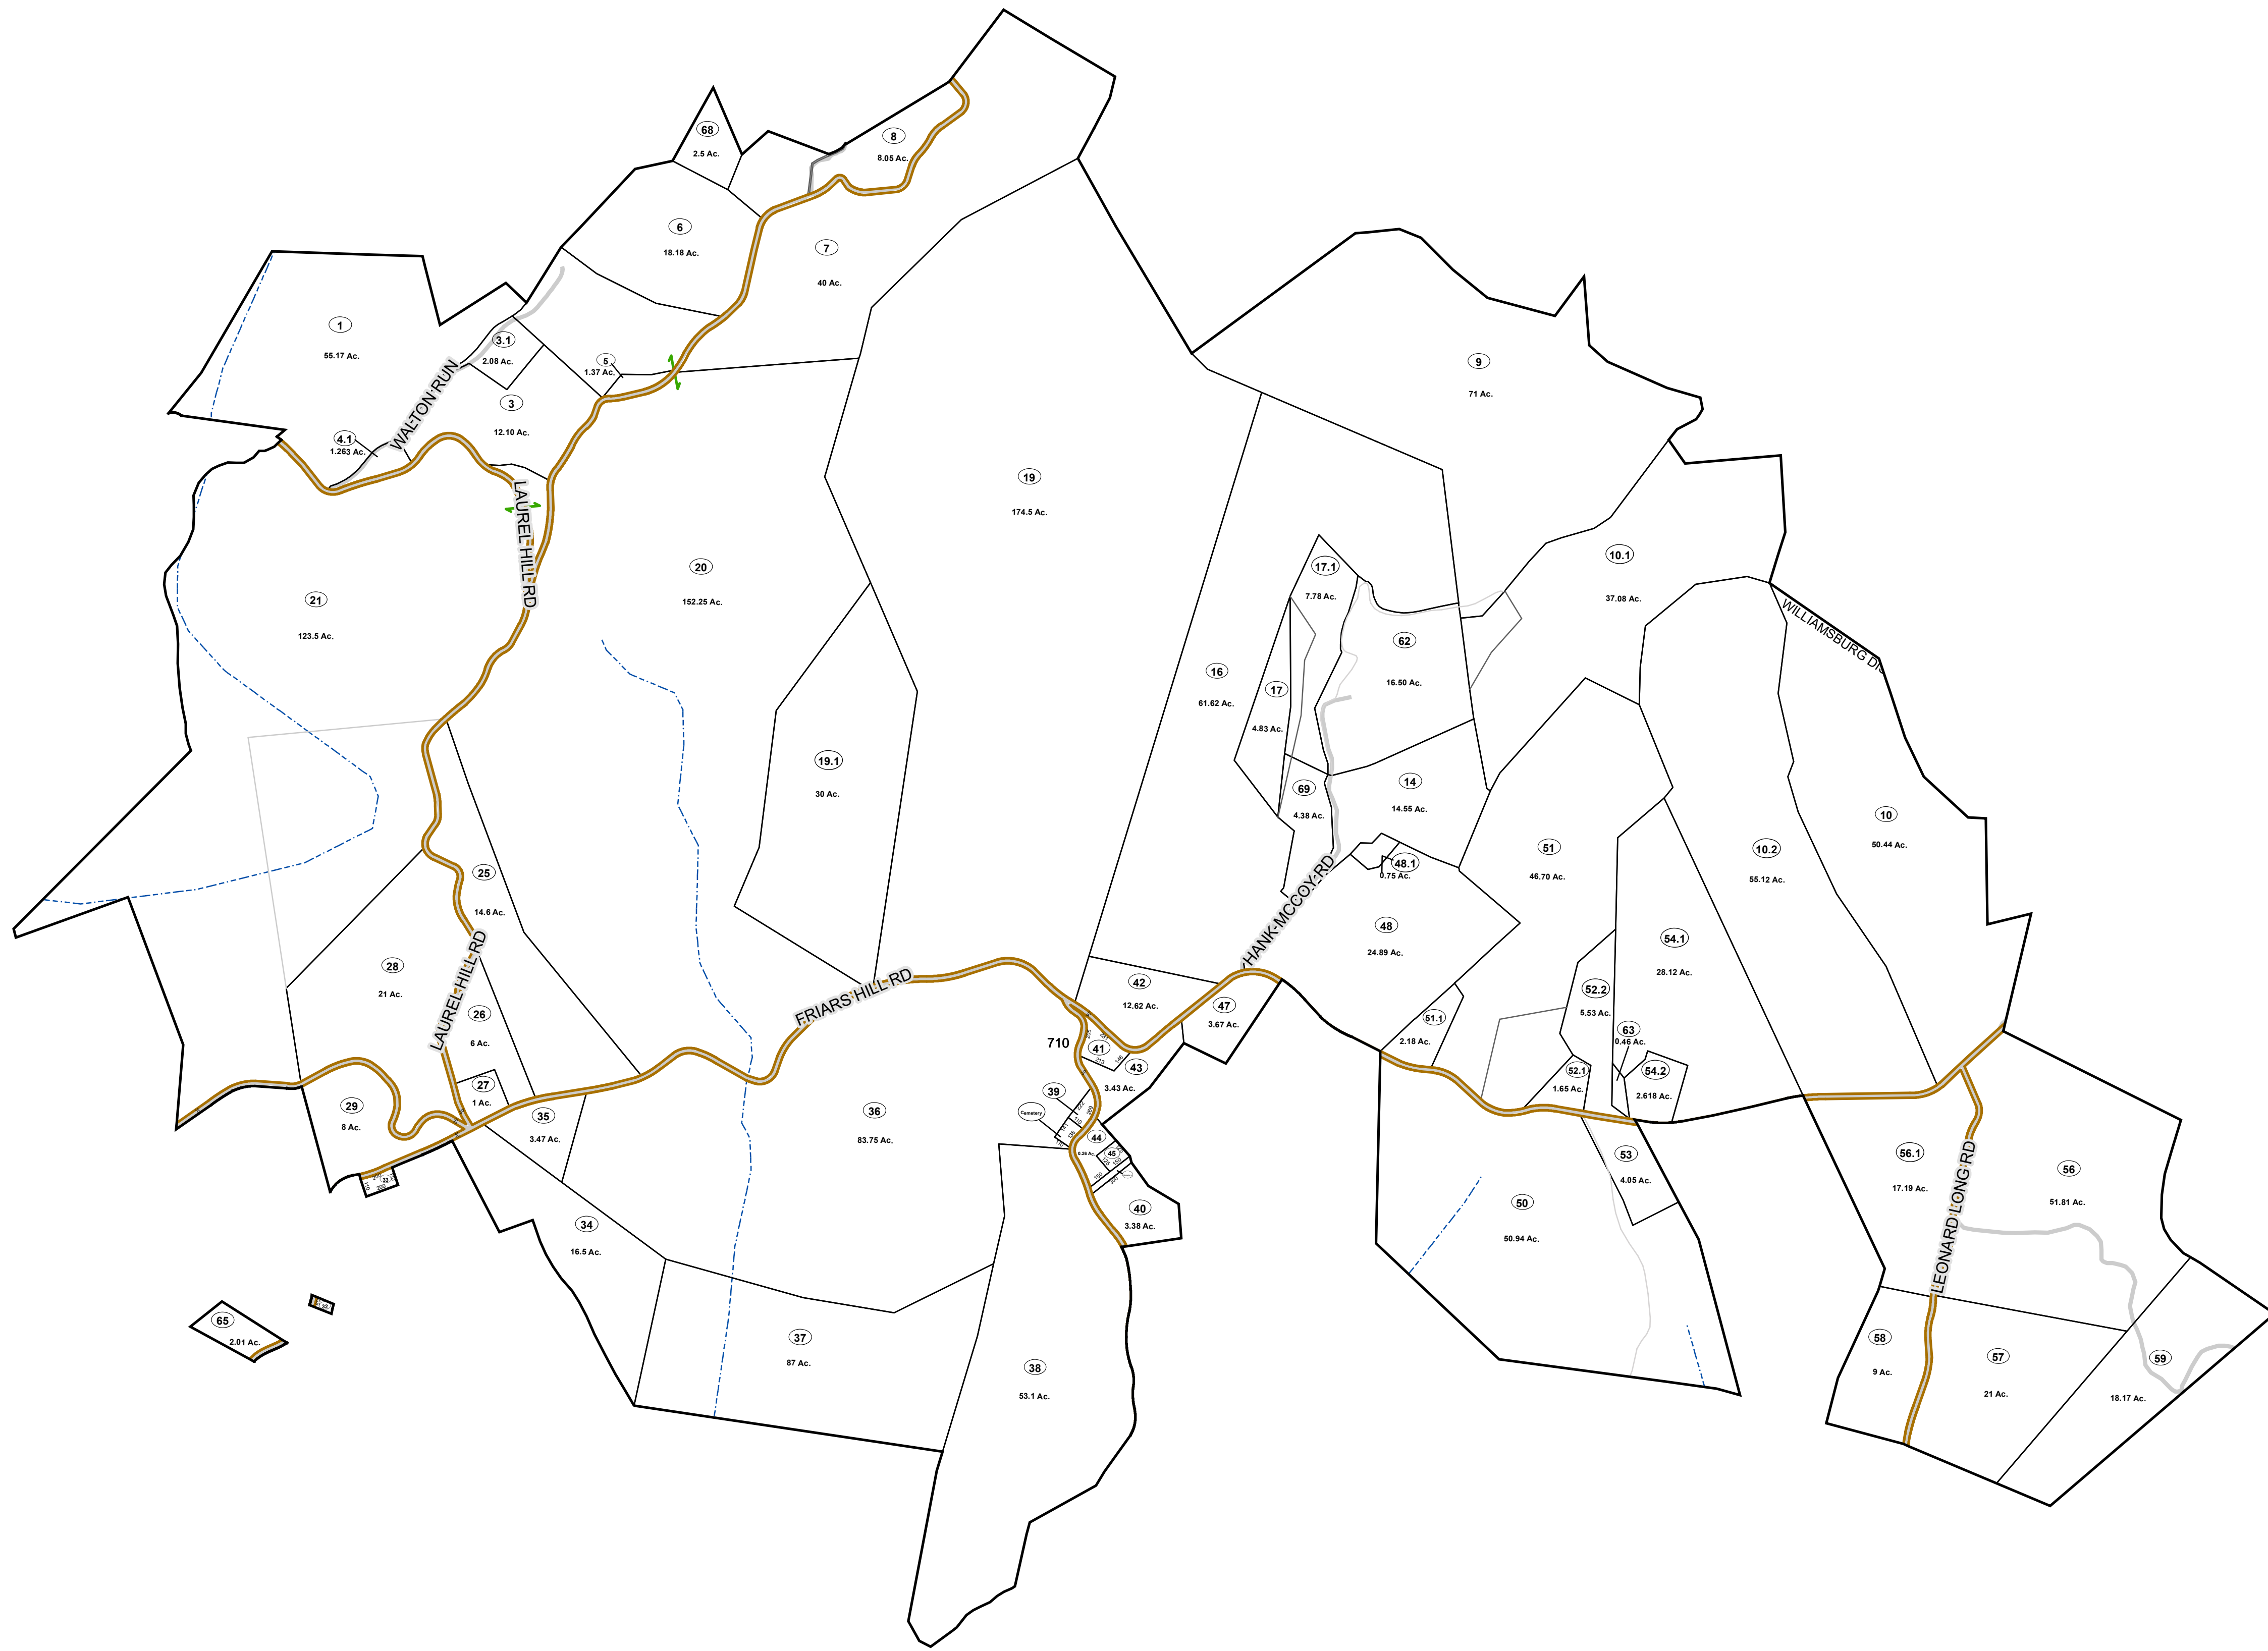 68
2.5 Ac.
8
8.05 Ac.
6
18.18 Ac.
7
40 Ac.
1
55.17 Ac.
3.1
2.08 Ac.
5
1.37 Ac.
9
71 Ac.
WALTON RUN
3
12.10 Ac.
4.1
1.263 Ac.
LAUREL HILL RD
19
174.5 Ac.
10.1
37.08 Ac.
20
152.25 Ac.
17.1
7.78 Ac.
21
123.5 Ac.
WILLIAMSBURG DI
62
16.50 Ac.
16
61.62 Ac.
17
4.83 Ac.
19.1
30 Ac.
69
4.38 Ac.
14
14.55 Ac.
10
50.44 Ac.
51
46.70 Ac.
10.2
55.12 Ac.
48.1
0.75 Ac.
25
14.6 Ac.
HANK MCCOY RD
48
24.89 Ac.
54.1
28.12 Ac.
28
21 Ac.
LAUREL HILL RD
FRIARS HILL RD
42
12.62 Ac.
52.2
5.53 Ac.
47
3.67 Ac.
26
6 Ac.
51.1
2.18 Ac.
63
0.46 Ac.
710
41
213
148
43
3.43 Ac.
52.1
1.65 Ac.
54.2
2.618 Ac.
27
1 Ac.
39
Cemetery
29
8 Ac.
35
3.47 Ac.
36
83.75 Ac.
44
0.26 Ac.
45
150
300
53
4.05 Ac.
56.1
17.19 Ac.
LEONARD LONG RD
56
51.81 Ac.
33
200
110
40
3.38 Ac.
50
50.94 Ac.
34
16.5 Ac.
65
2.01 Ac.
32
37
87 Ac.
38
53.1 Ac.
58
9 Ac.
57
21 Ac.
59
18.17 Ac.